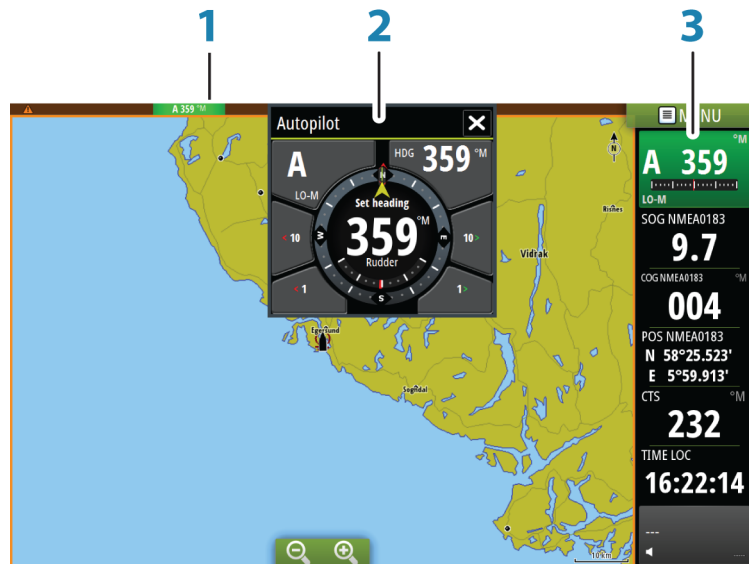 1
2
3
A 359 °M
Autopilot
MENU
A
LO-M
HDG 359 °M
N
Set heading
359 °M
Rudder
W
E
S
< 10
10 >
< 1
1 >
N
Vidrak
Egersund
Sogndal
10 km
°M
A 359
LO-M
SOG NMEA0183
9.7
COG NMEA0183 °M
004
POS NMEA0183
N 58°25.523'
E 5°59.913'
CTS °M
232
TIME LOC
16:22:14
---